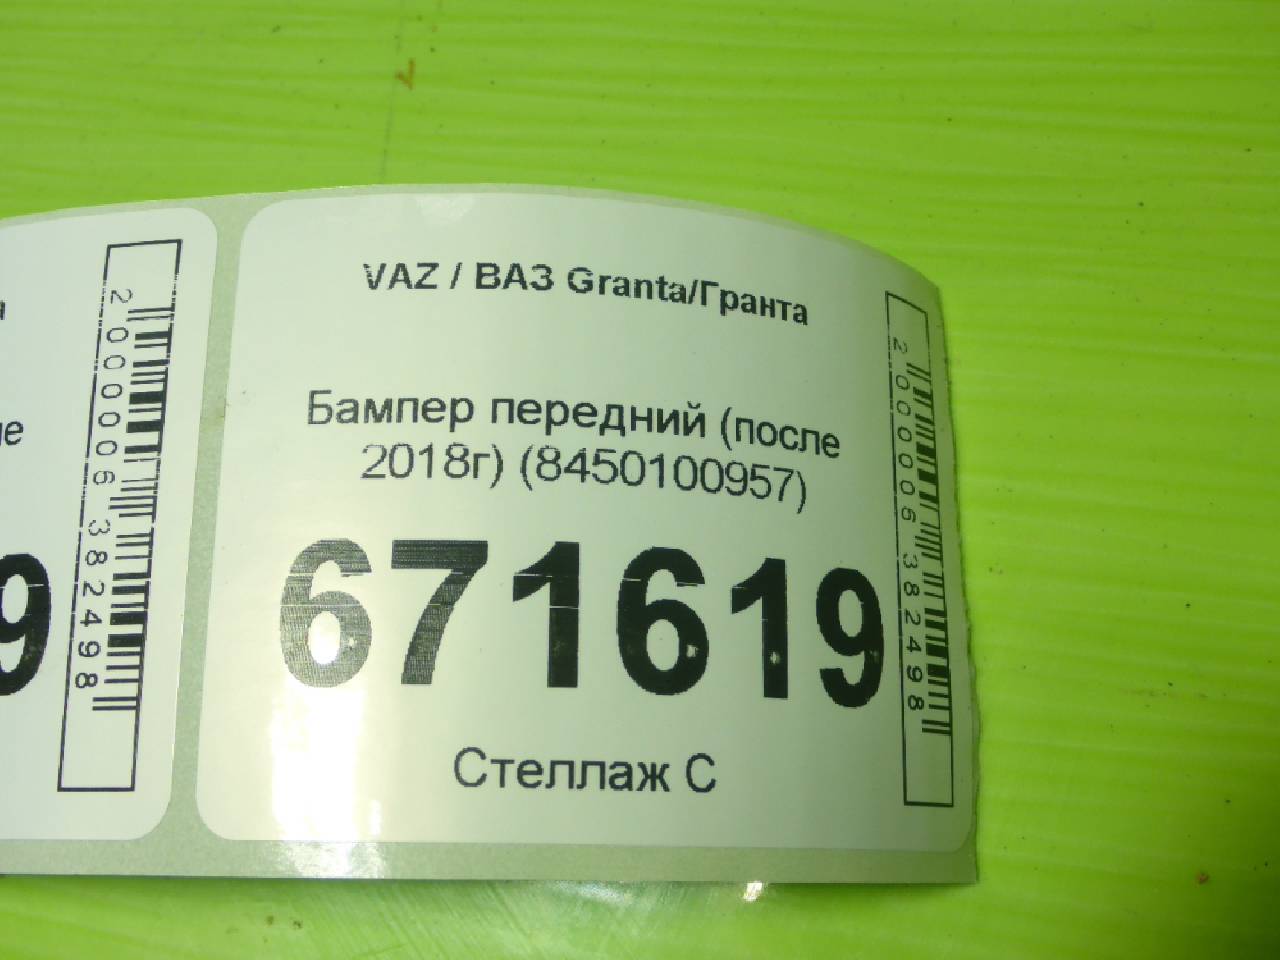 VAZ / ВАЗ Granta/Гранта
Бампер передний (после
2018г) (8450100957)
671619
Стеллаж С
2000006382498
9
2000006382498